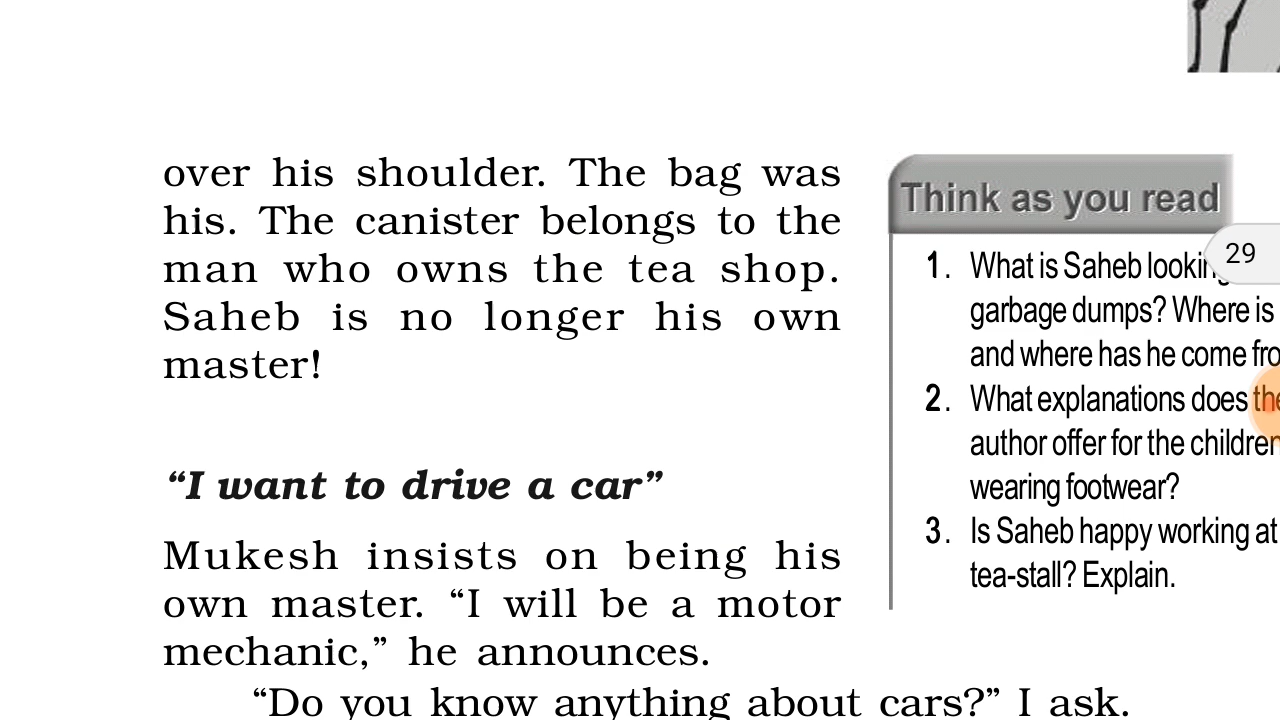 over his shoulder. The bag was
his. The canister belongs to the
man who owns the tea shop.
Saheb is no longer his own
master!
“I want to drive a car”
Mukesh insists on being his
own master. “I will be a motor
mechanic,” he announces.
“Do you know anything about cars?” I ask.
Think as you read
29
1. What is Saheb
garbage dumps? Where is
and where has he come
2. What explanations does the
author offer for the children
wearing footwear?
3. Is Saheb happy working at
tea-stall? Explain.